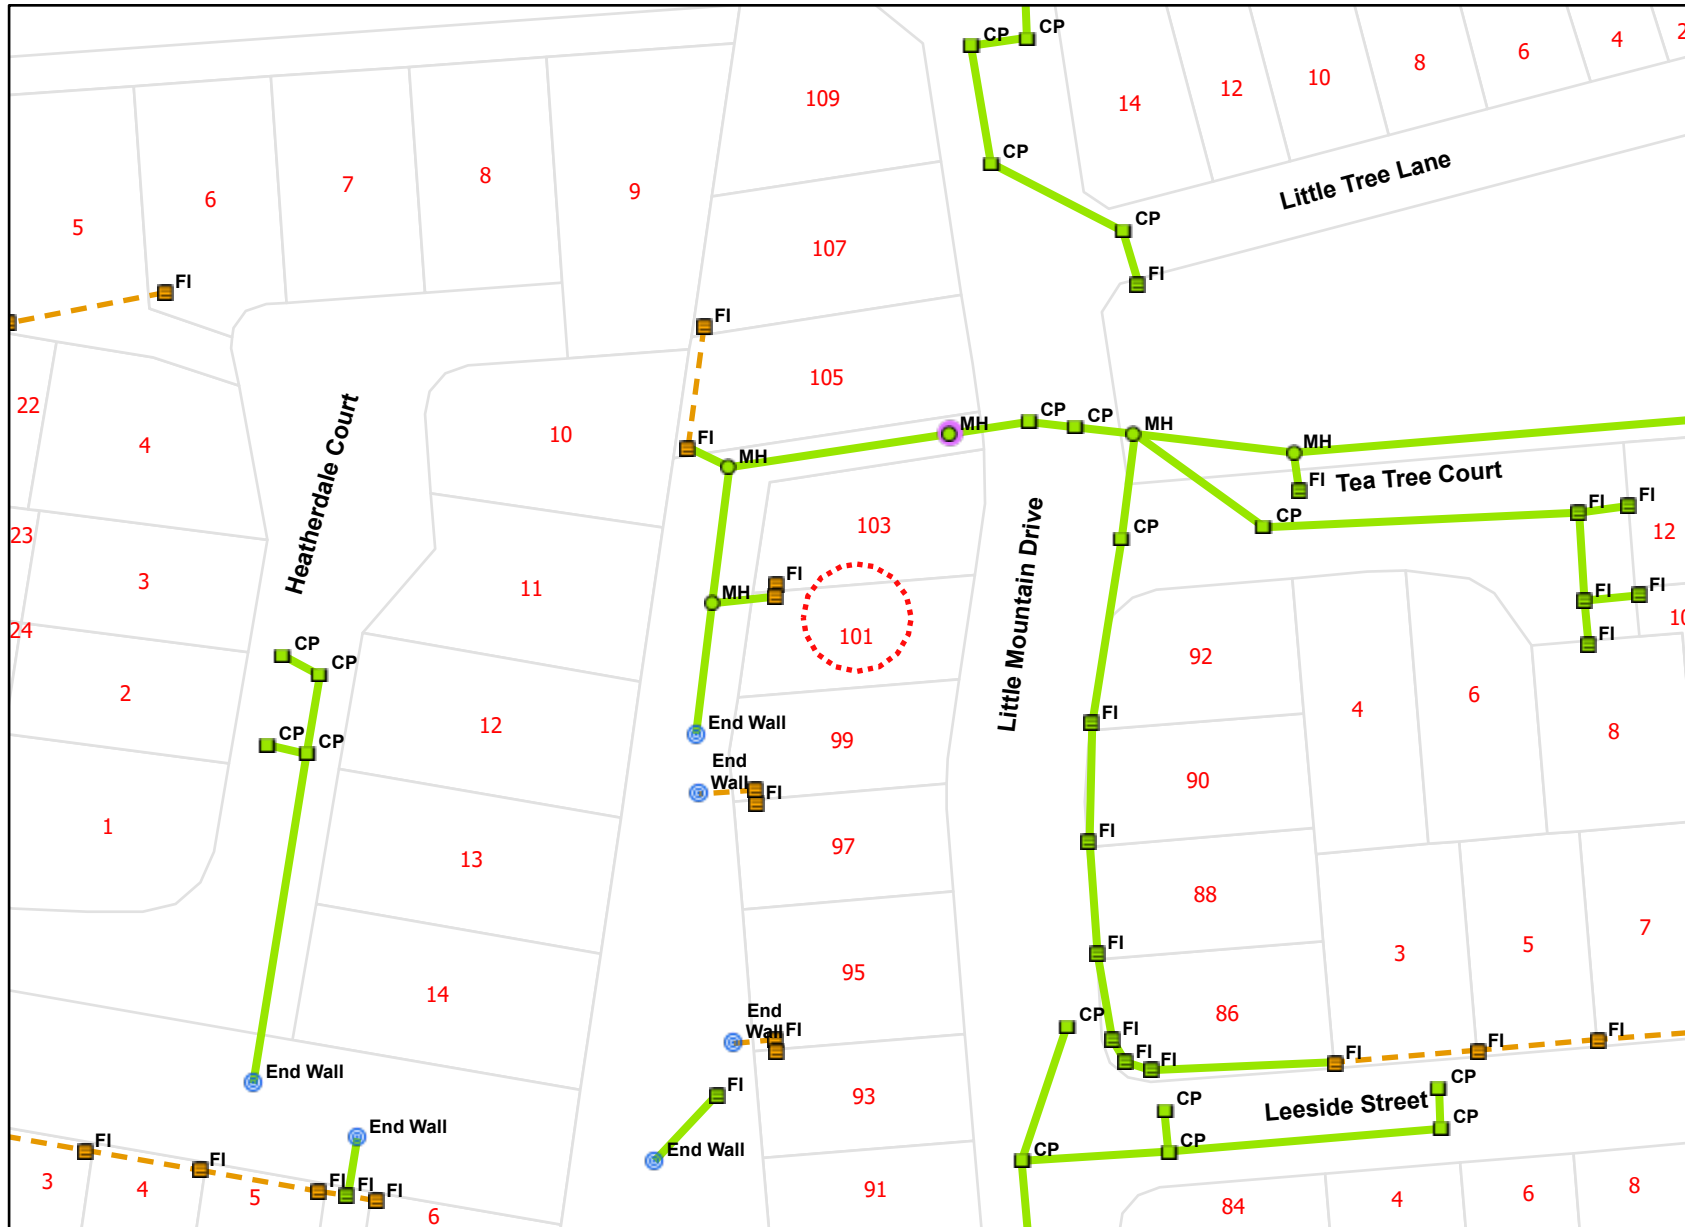 CP
CP
2
4
6
8
10
12
14
109
CP
Little Tree Lane
9
8
7
6
5
CP
107
FI
FI
FI
105
22
4
Heatherdale Court
10
FI
MH
MH
CP
CP
MH
MH
FI
Tea Tree Court
FI
FI
12
CP
103
Little Mountain Drive
CP
23
3
11
MH
FI
FI
FI
10
FI
24
101
92
CP
CP
2
12
4
6
8
CP
CP
End Wall
99
FI
End
Wall
FI
90
1
13
97
FI
88
14
95
FI
3
5
7
End
Wall
FI
86
CP
FI
FI
FI
FI
FI
FI
End Wall
FI
93
CP
Leeside Street
CP
CP
End Wall
End Wall
CP
CP
FI
FI
FI
FI
3
4
5
6
91
84
4
6
8